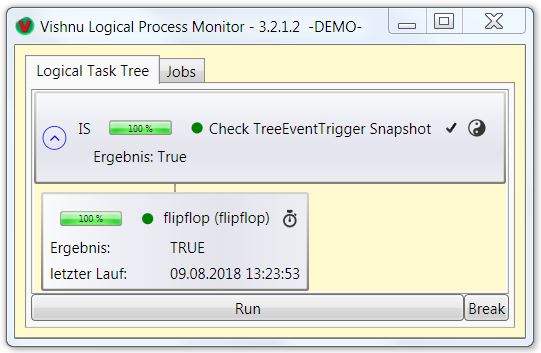 Vishnu Logical Process Monitor - 3.2.1.2 -DEMO-
Logical Task Tree Jobs
IS 100 % Check TreeEventTrigger Snapshot
Ergebnis: True
100 % flipflop (flipflop)
Ergebnis: TRUE
letzter Lauf: 09.08.2018 13:23:53
Run Break